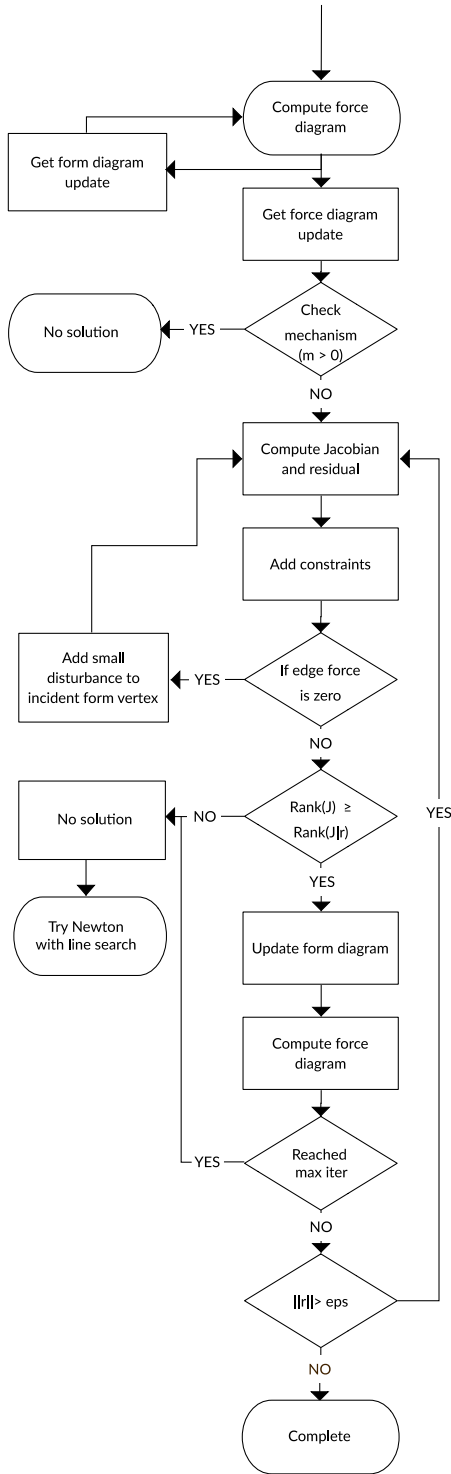 Compute force
diagram
Get form diagram
update
Get force diagram
update
Check
mechanism
(m > 0)
YES
No solution
NO
Compute Jacobian
and residual
Add constraints
If edge force
is zero
YES
Add small
disturbance to
incident form vertex
NO
Rank(J) ≥
Rank(J|r)
NO
No solution
YES
YES
Try Newton
with line search
Update form diagram
Compute force
diagram
Reached
max iter
YES
NO
||r||> eps
NO
Complete